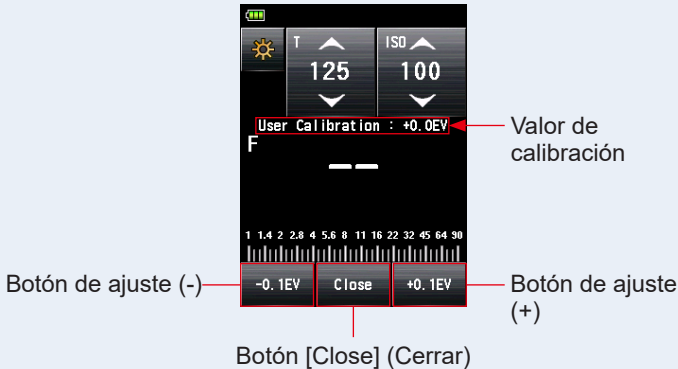 T
ISO
125
100
User Calibration : +0.0EV
Valor de
calibración
F
1 1.4 2 2.8 4 5.6 8 11 16 22 32 45 64 90
Botón de ajuste (-)
-0.1EV
Close
+0.1EV
Botón de ajuste
(+)
Botón [Close] (Cerrar)